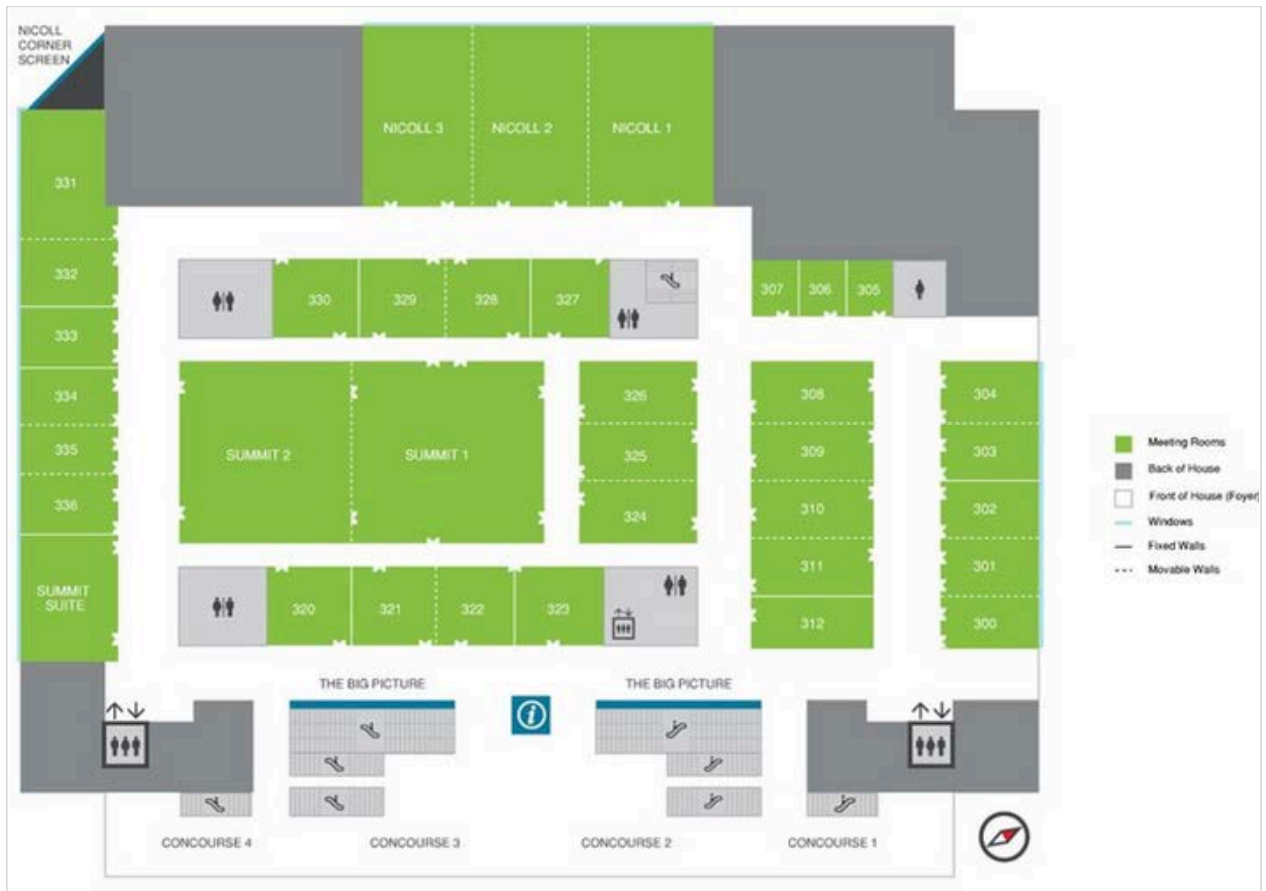 NICOLL
CORNER
SCREEN
NICOLL 3
NICOLL 2
NICOLL 1
331
332
333
334
335
336
SUMMIT
SUITE
330
329
328
327
307
306
305
SUMMIT 2
SUMMIT 1
326
325
324
308
309
310
311
312
304
303
302
301
300
320
321
322
323
Meeting Rooms
Back of House
Front of House (Foyer)
Windows
Fixed Walls
Movable Walls
THE BIG PICTURE
i
THE BIG PICTURE
CONCOURSE 4
CONCOURSE 3
CONCOURSE 2
CONCOURSE 1